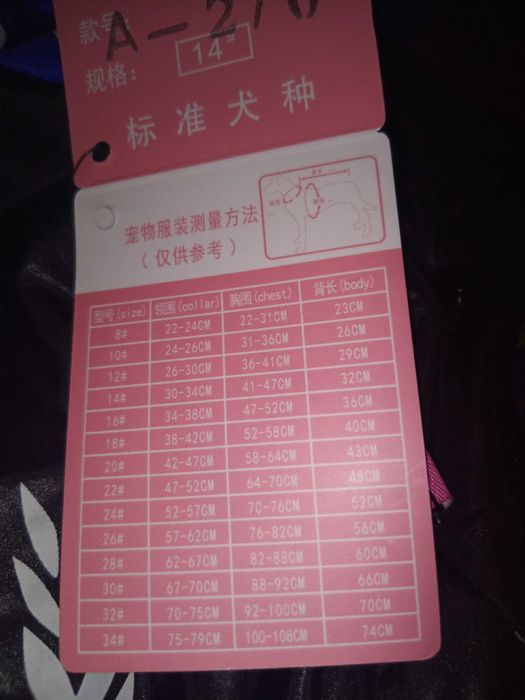 款号: A-2
规格: 14#
标准犬种
宠物服装测量方法
(仅供参考)
型号(size) 领围(collar) 胸围(chest) 背长(body)
8# 22-24CM 22-31CM 23CM
10# 24-26CM 31-36CM 26CM
12# 26-30CM 36-41CM 29CM
14# 30-34CM 41-47CM 32CM
16# 34-38CM 47-52CM 36CM
18# 38-42CM 52-58CM 40CM
20# 42-47CM 58-64CM 43CM
22# 47-52CM 64-70CM 48CM
24# 52-57CM 70-76CM 52CM
26# 57-62CM 76-82CM 56CM
28# 62-67CM 82-88CM 60CM
30# 67-70CM 88-92CM 66CM
32# 70-75CM 92-100CM 70CM
34# 75-79CM 100-108CM 74CM